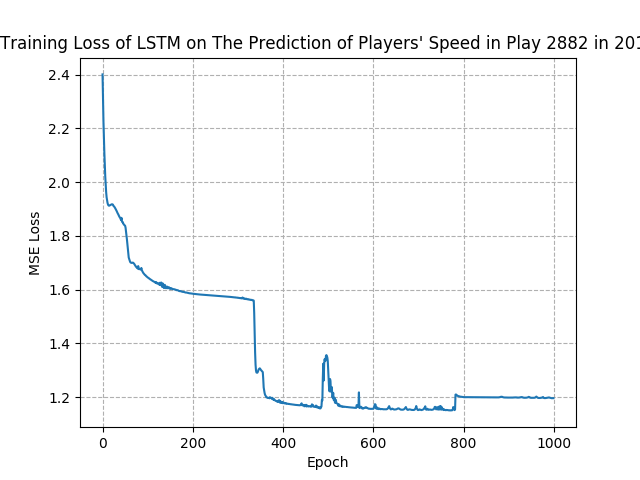 Training Loss of LSTM on The Prediction of Players' Speed in Play 2882 in 201
2.4
2.2
2.0
1.8
1.6
1.4
1.2
MSE Loss
0 200 400 600 800 1000
Epoch